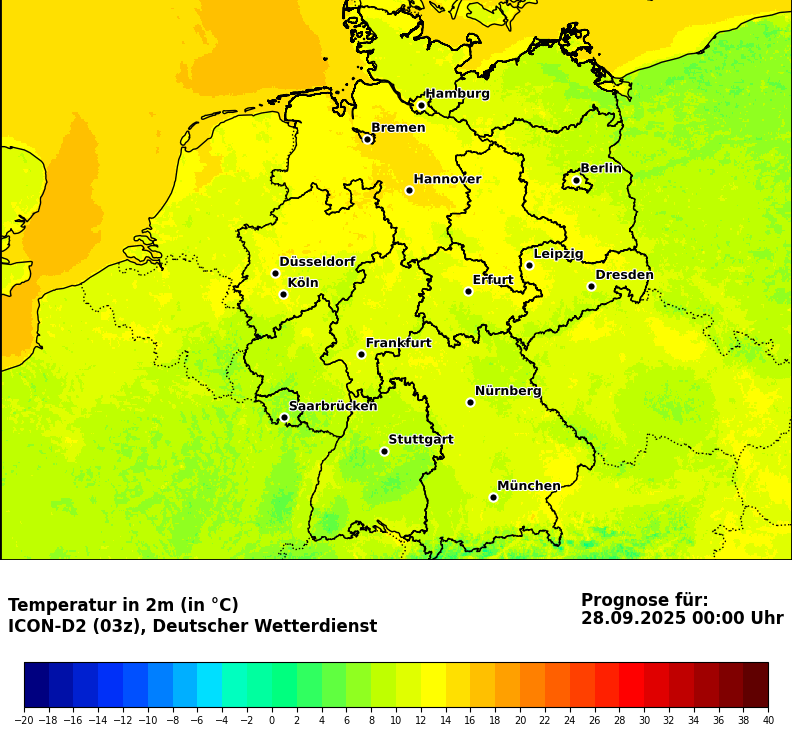 Hamburg
Bremen
Berlin
Hannover
Leipzig
Düsseldorf
Dresden
Köln
Erfurt
Frankfurt
Nürnberg
Saarbrücken
Stuttgart
München
Temperatur in 2m (in °C)
ICON-D2 (03z), Deutscher Wetterdienst
Prognose für:
28.09.2025 00:00 Uhr
−20 −18 −16 −14 −12 −10 −8 −6 −4 −2 0 2 4 6 8 10 12 14 16 18 20 22 24 26 28 30 32 34 36 38 40